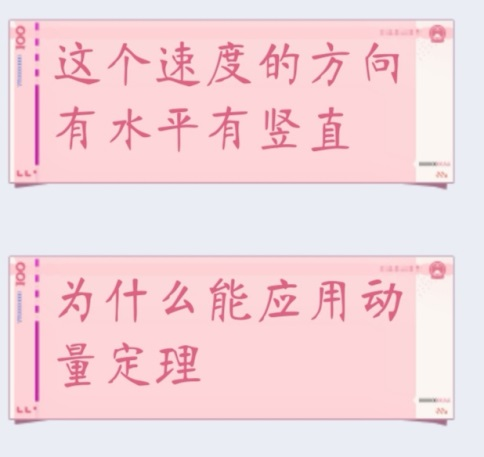 这个速度的方向
有水平有竖直
为什么能应用动
量定理